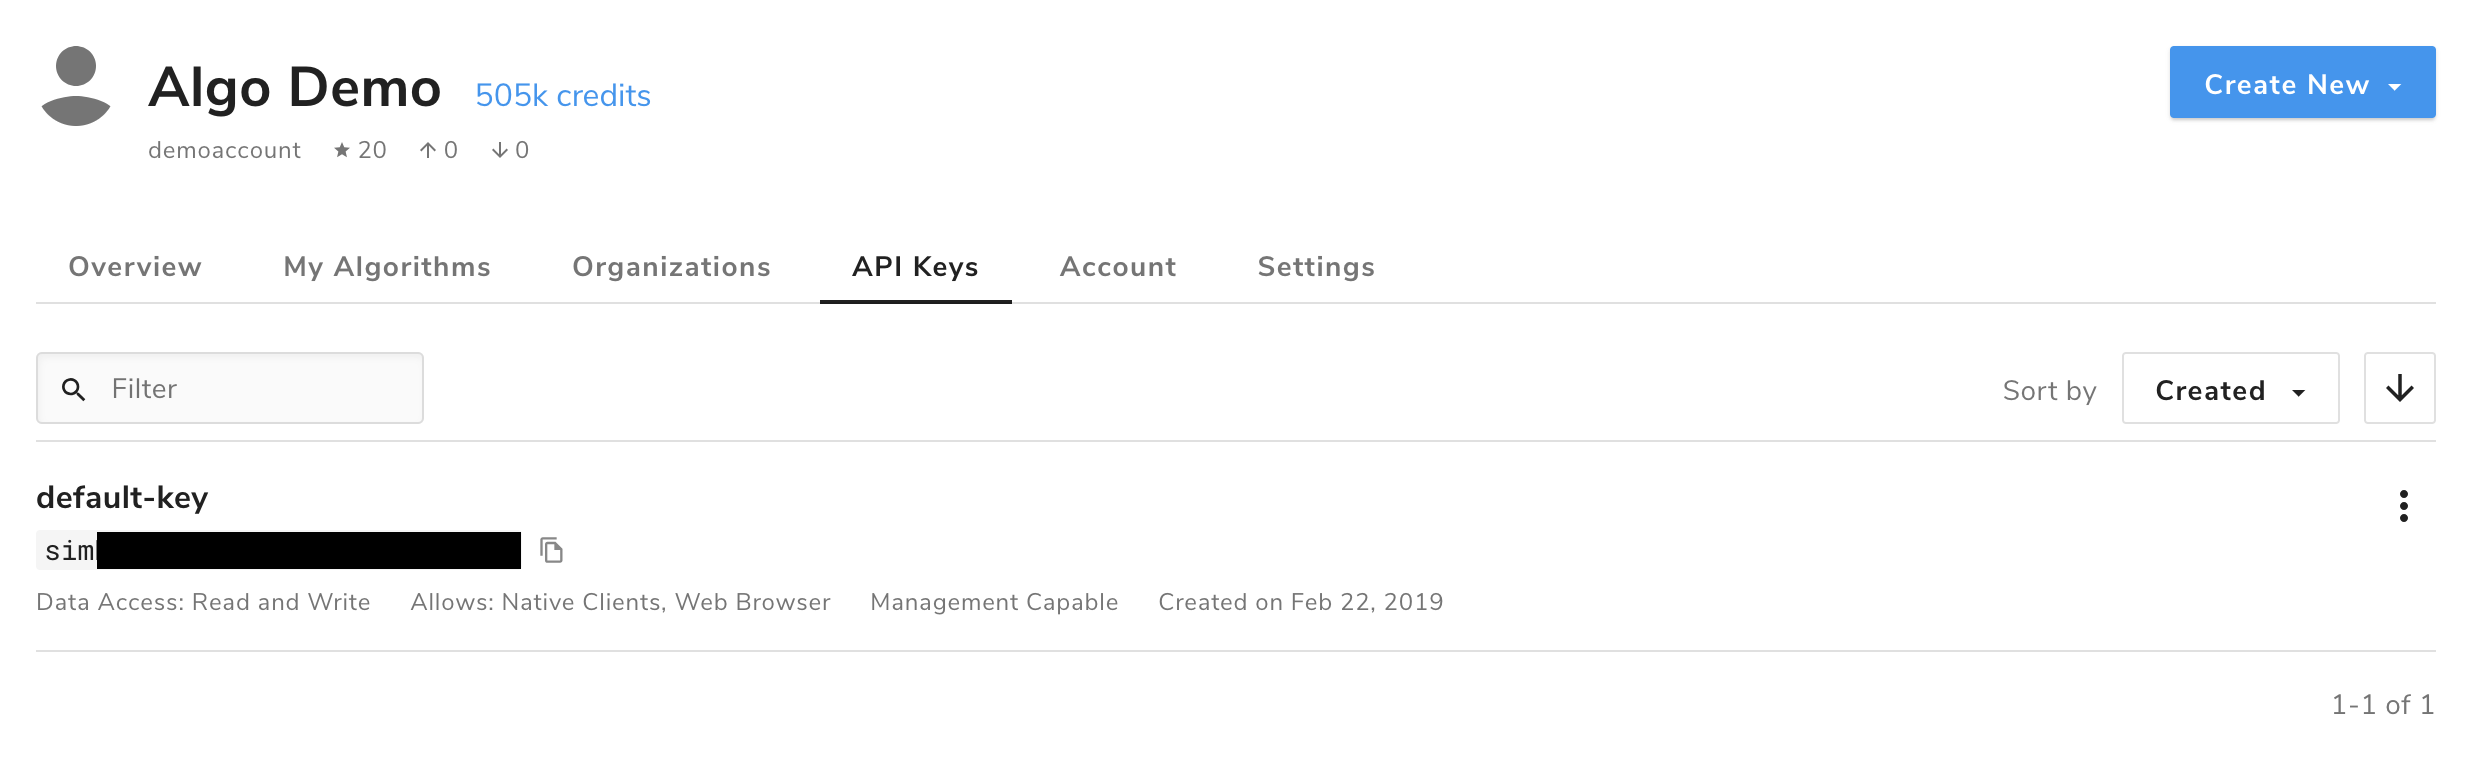 Algo Demo 505k credits
Create New
demoaccount ★ 20 ↑ 0 ↓ 0
Overview My Algorithms Organizations API Keys Account Settings
Filter
Sort by Created
default-key
sim
Data Access: Read and Write Allows: Native Clients, Web Browser Management Capable Created on Feb 22, 2019
1-1 of 1